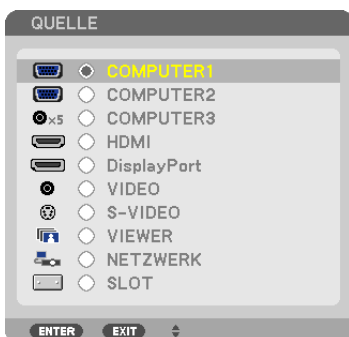 QUELLE
COMPUTER1
COMPUTER2
×5 COMPUTER3
HDMI
DisplayPort
VIDEO
S-VIDEO
VIEWER
NETZWERK
SLOT
ENTER EXIT